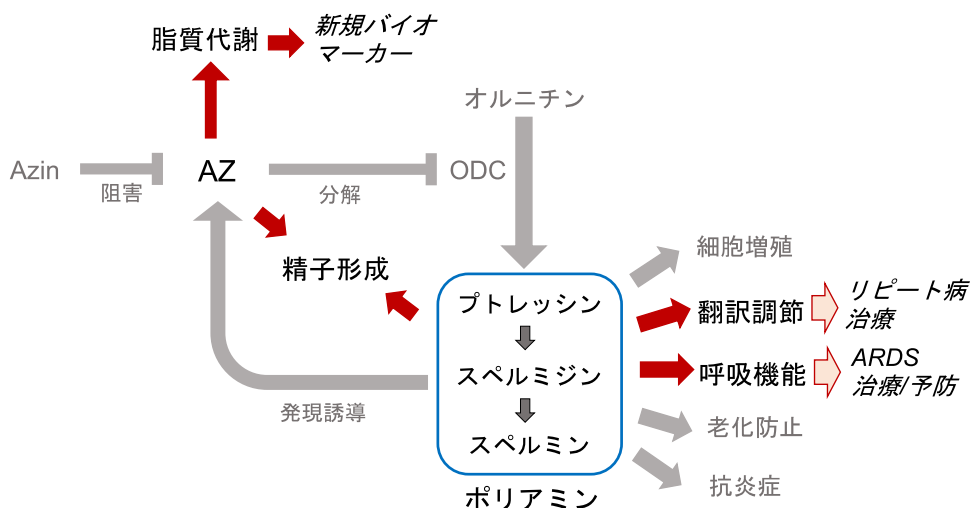 脂質代謝
新規バイオ
マーカー
オルニチン
Azin
阻害
AZ
分解
ODC
精子形成
発現誘導
プトレッシン
スペルミジン
スペルミン
ポリアミン
細胞増殖
翻訳調節
リピート病
治療
呼吸機能
ARDS
治療/予防
老化防止
抗炎症